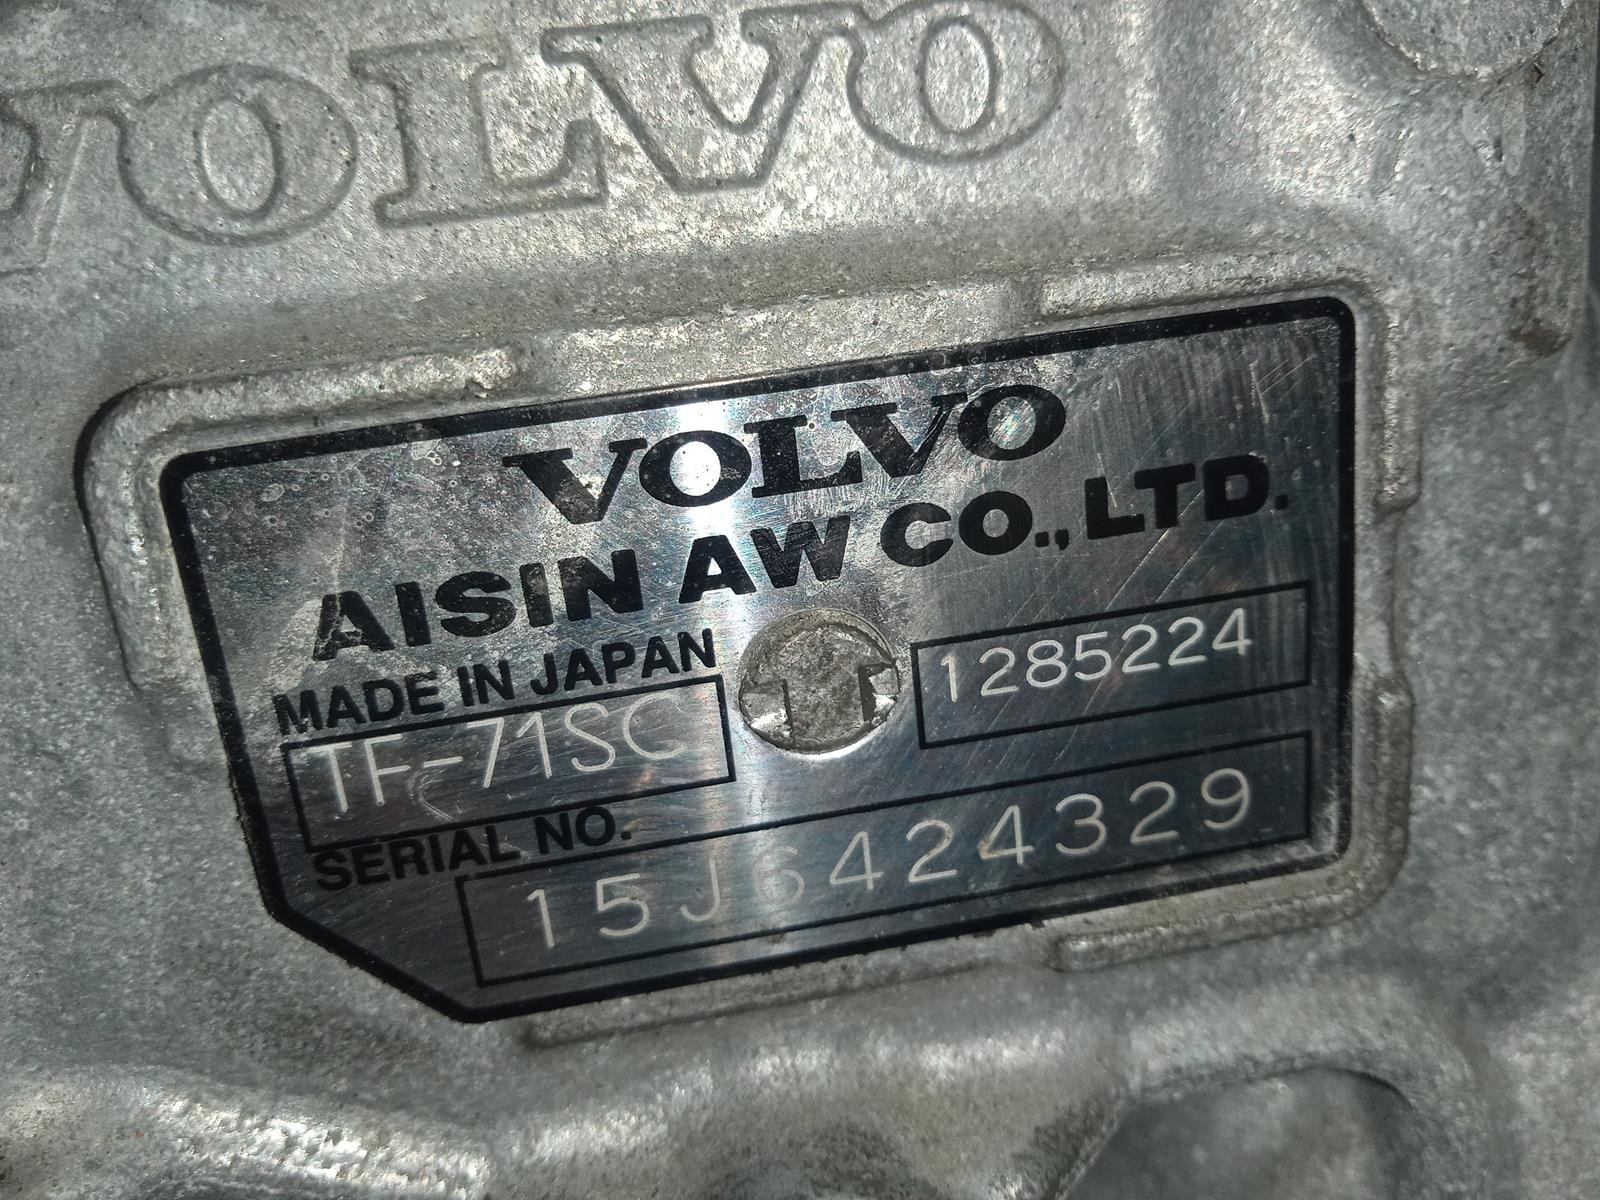 VOLVO
VOLVO
AISIN AW CO., LTD.
MADE IN JAPAN
TF-71SC
1285224
SERIAL NO.
15J6424329